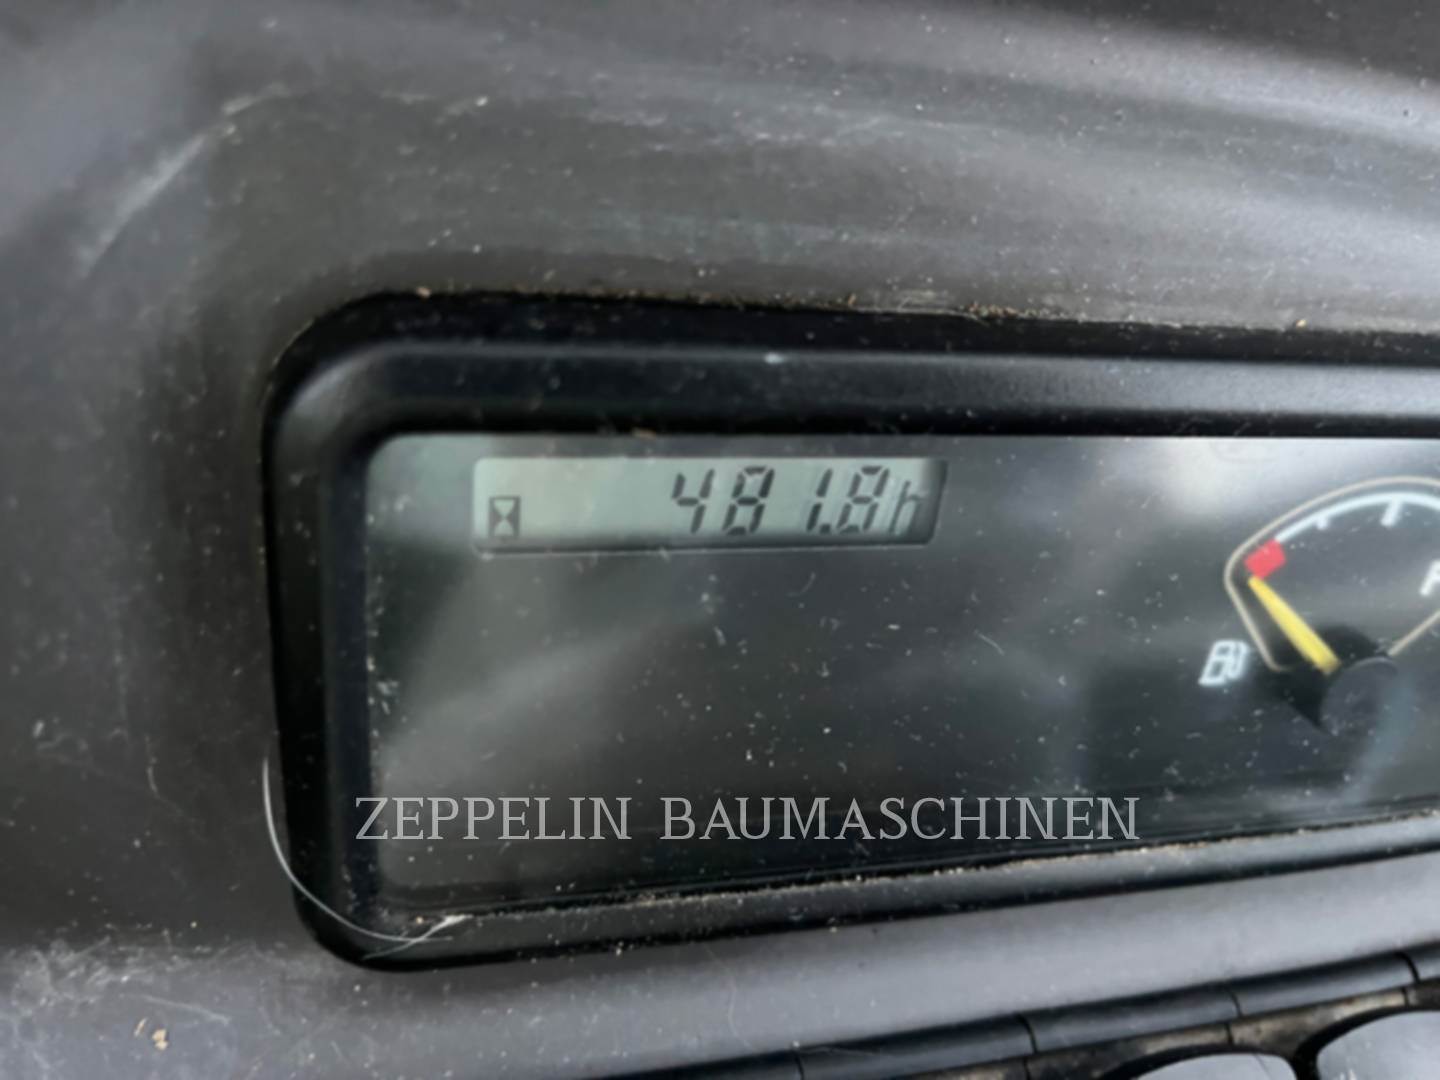 481.8h
F
ZEPPELIN BAUMASCHINEN